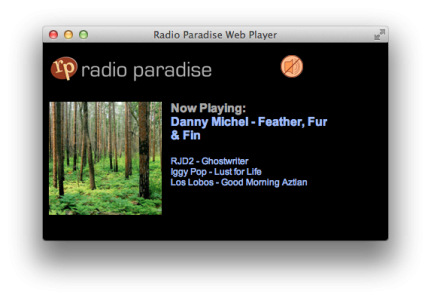 Radio Paradise Web Player
rp radio paradise
Now Playing:
Danny Michel - Feather, Fur
& Fin
RJD2 - Ghostwriter
Iggy Pop - Lust for Life
Los Lobos - Good Morning Aztlan